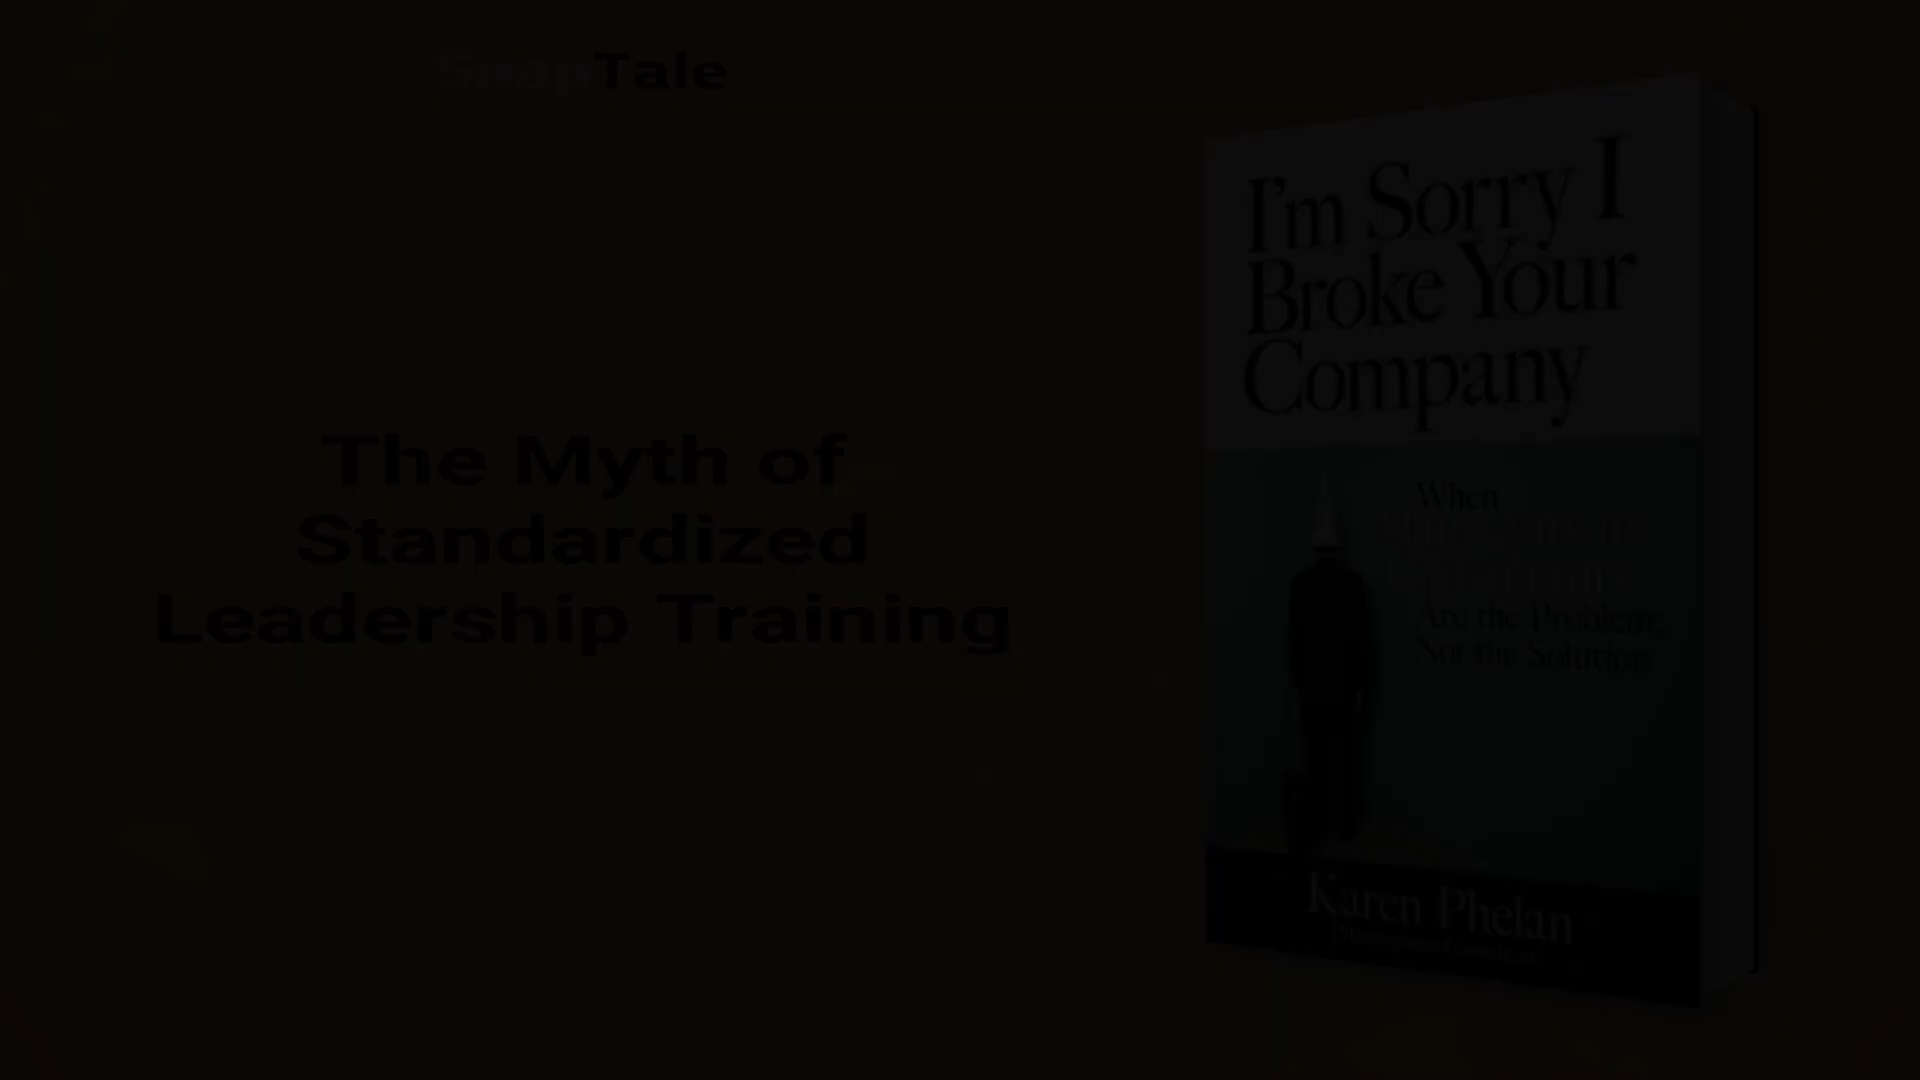 SnapTale
The Myth of
Standardized
Leadership Training
I'm Sorry I
Broke Your
Company
When
Are the Problem,
Not the Solution
Karen Phelan